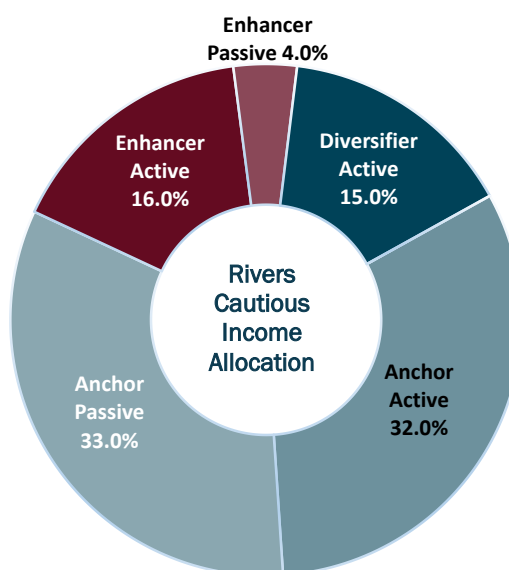 Enhancer
Passive 4.0%
Enhancer
Active
16.0%
Diversifier
Active
15.0%
Rivers
Cautious
Income
Allocation
Anchor
Passive
33.0%
Anchor
Active
32.0%